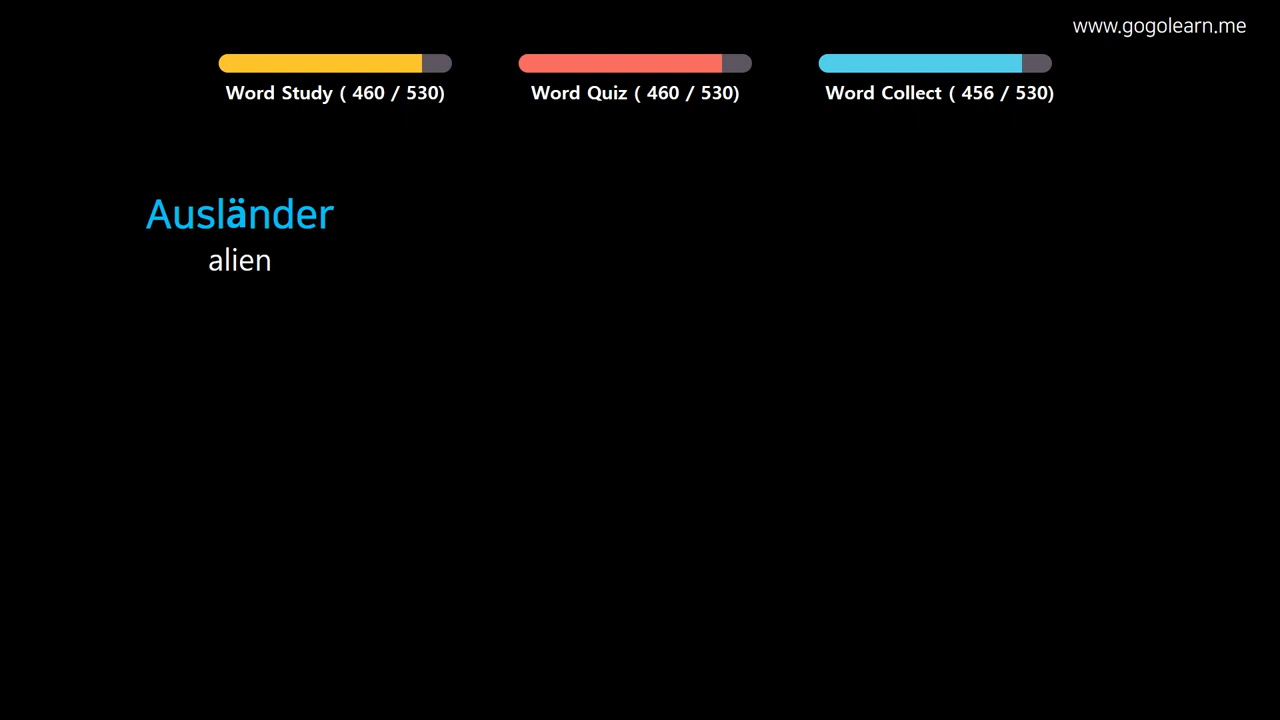 www.gogolearn.me
Word Study ( 460 / 530)
Word Quiz ( 460 / 530)
Word Collect ( 456 / 530)
Ausländer
alien